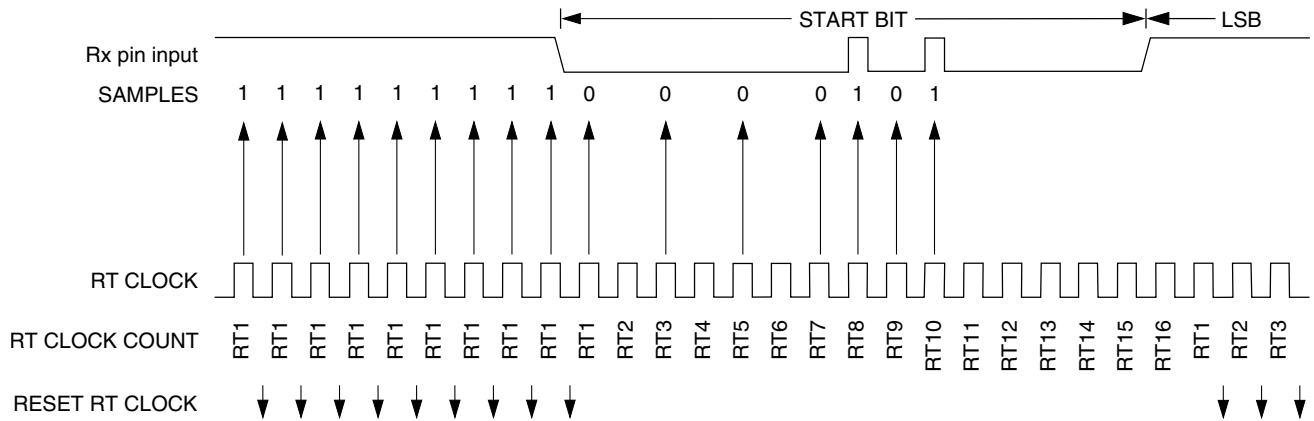 START BIT LSB
Rx pin input
SAMPLES 1 1 1 1 1 1 1 1 1 0 0 0 0 1 0 1
RT CLOCK
RT CLOCK COUNT RT1 RT1 RT1 RT1 RT1 RT1 RT1 RT1 RT1 RT1 RT2 RT3 RT4 RT5 RT6 RT7 RT8 RT9 RT10 RT11 RT12 RT13 RT14 RT15 RT16 RT1 RT2 RT3
RESET RT CLOCK